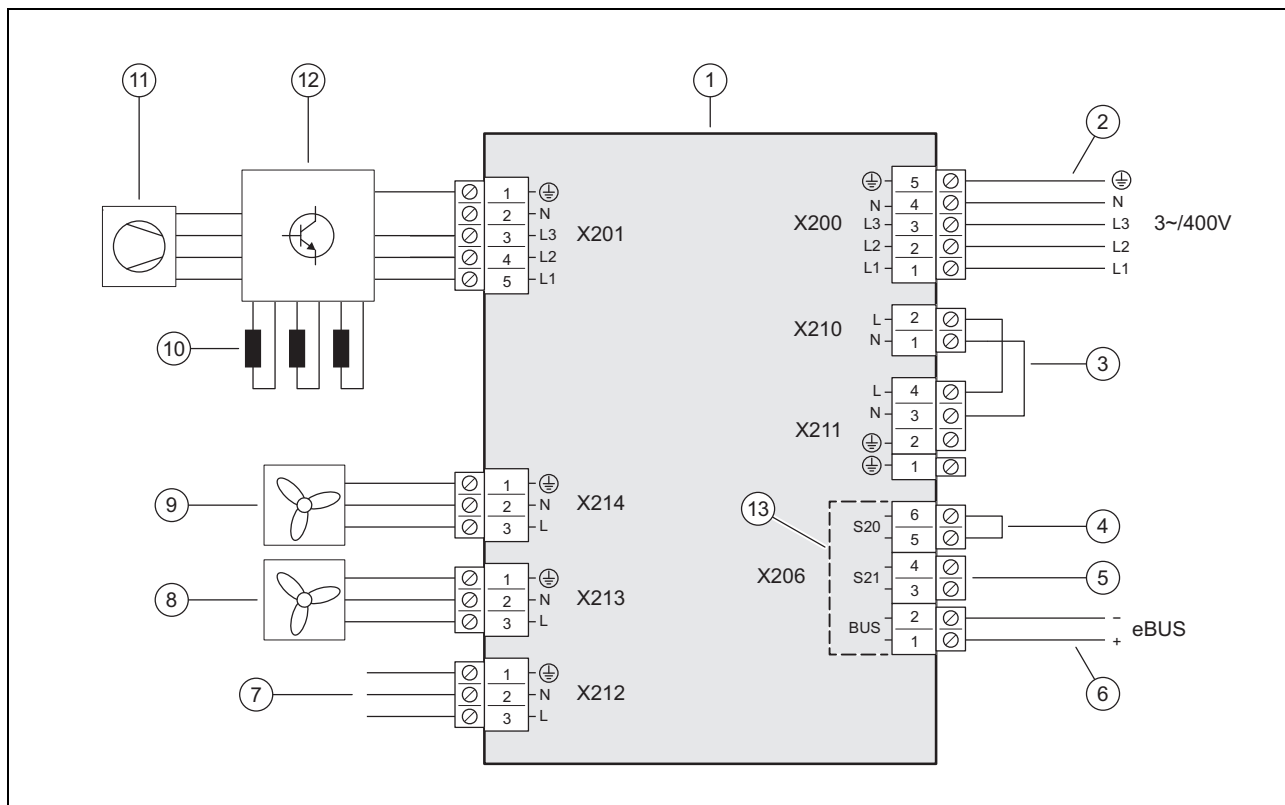 11
12
1
2
X201
1
2 N
3 L3
4 L2
5 L1
X200
5
N 4 N
L3 3 L3 3~/400V
L2 2 L2
L1 1 L1
10
X210
L 2
N 1
3
X211
L 4
N 3
2
1
9
X214
1
2 N
3 L
8
X213
1
2 N
3 L
7
X212
1
2 N
3 L
13
X206
S20
6
5
4
S21
4
3
5
BUS
2 –
1 +
eBUS
6